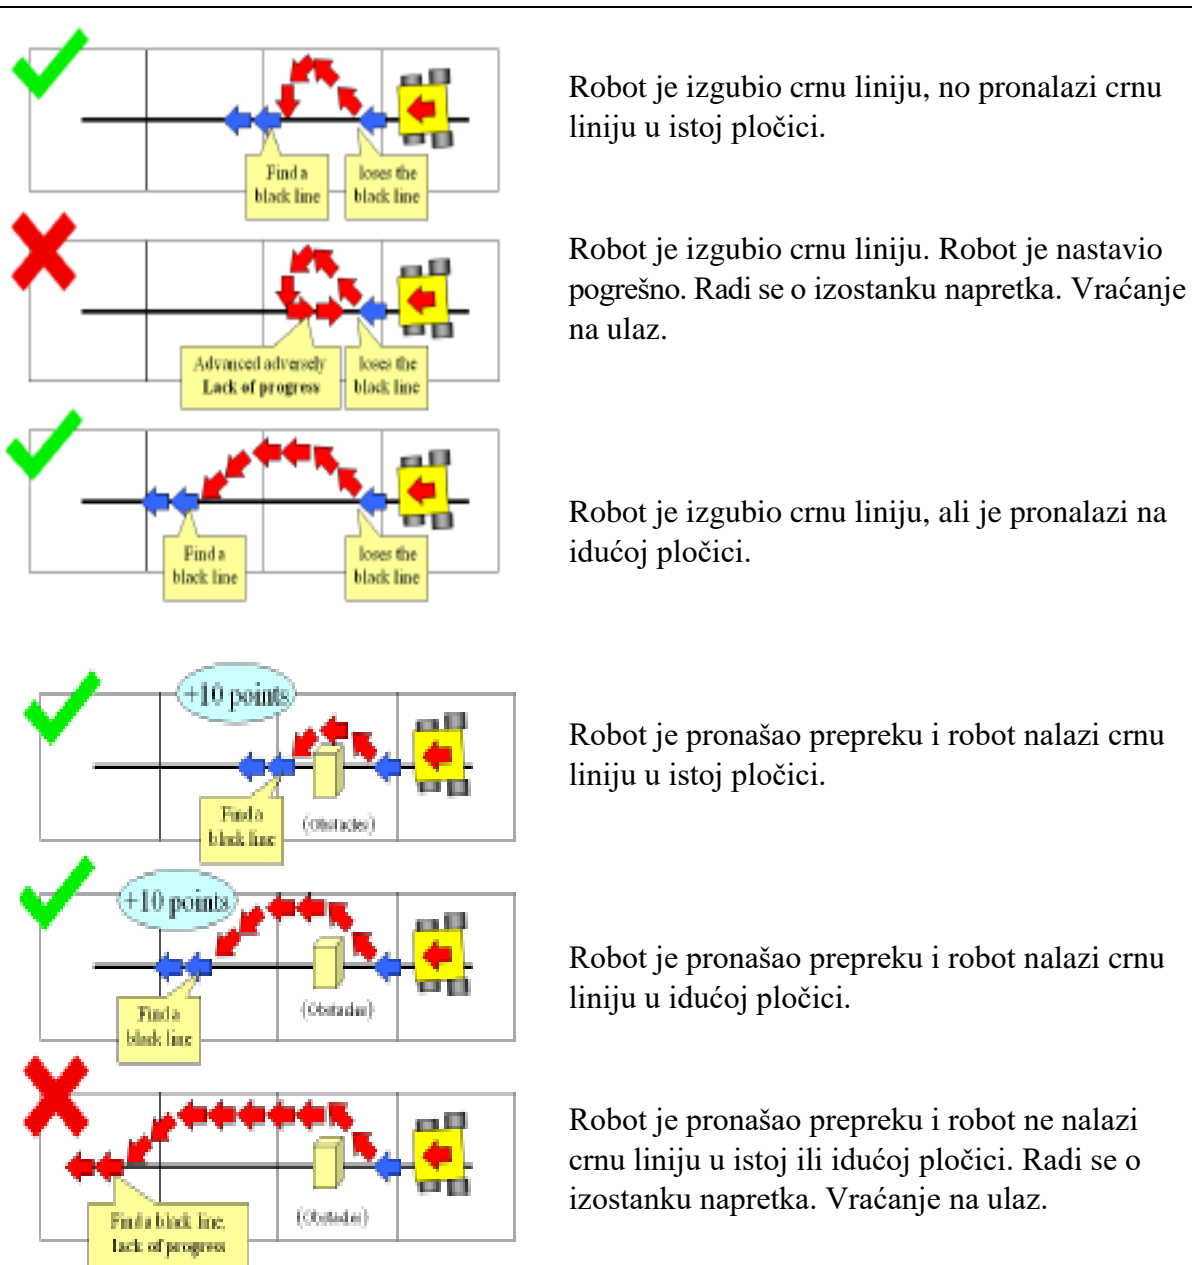 Robot je izgubio crnu liniju, no pronalazi crnu
liniju u istoj pločici.
Find a
black line
loses the
black line
Robot je izgubio crnu liniju. Robot je nastavio
pogrešno. Radi se o izostanku napretka. Vraćanje
na ulaz.
Advanced adversely
Lack of progress
loses the
black line
Robot je izgubio crnu liniju, ali je pronalazi na
idućoj pločici.
Find a
black line
loses the
black line
+10 points
Robot je pronašao prepreku i robot nalazi crnu
liniju u istoj pločici.
Find a
black line
(Obstacles)
+10 points
Robot je pronašao prepreku i robot nalazi crnu
liniju u idućoj pločici.
Find a
black line
(Obstacles)
Robot je pronašao prepreku i robot ne nalazi
crnu liniju u istoj ili idućoj pločici. Radi se o
izostanku napretka. Vraćanje na ulaz.
Find a black line,
lack of progress
(Obstacles)